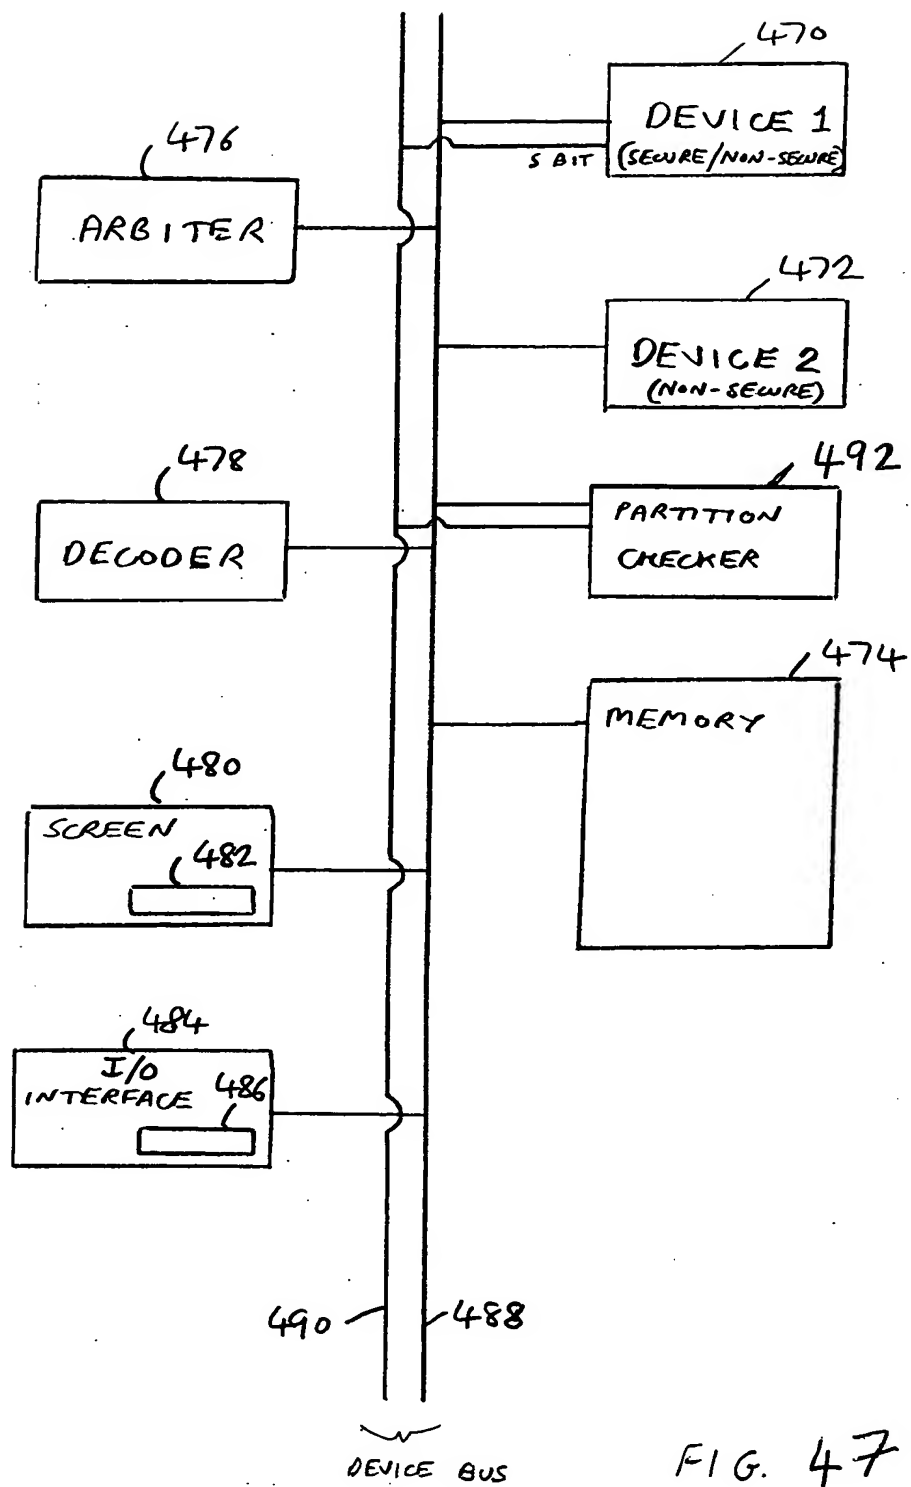 470
DEVICE 1
S BIT
(SECURE/NON-SECURE)
476
ARBITER
472
DEVICE 2
(NON-SECURE)
478
DECODER
492
PARTITION
CHECKER
474
MEMORY
480
SCREEN
482
484
I/O
INTERFACE
486
490
488
DEVICE BUS
FIG. 47